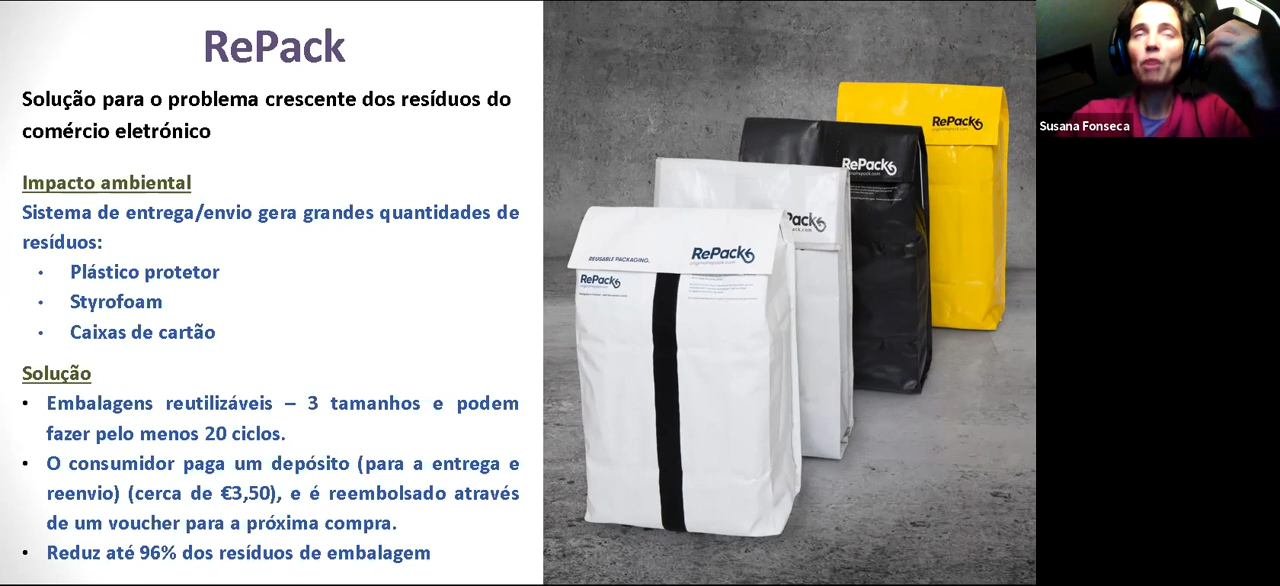 RePack
Solução para o problema crescente dos resíduos do
comércio eletrónico
Impacto ambiental
Sistema de entrega/envio gera grandes quantidades de
resíduos:
• Plástico protetor
• Styrofoam
• Caixas de cartão
Solução
• Embalagens reutilizáveis – 3 tamanhos e podem
fazer pelo menos 20 ciclos.
• O consumidor paga um depósito (para a entrega e
reenvio) (cerca de €3,50), e é reembolsado através
de um voucher para a próxima compra.
• Reduz até 96% dos resíduos de embalagem
RePack
RePack
Pack
REUSABLE PACKAGING.
RePack
RePack
Susana Fonseca